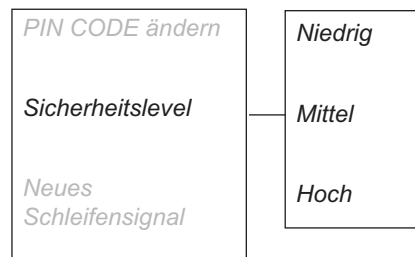 PIN CODE ändern
Sicherheitslevel
Neues
Schleifensignal
Niedrig
Mittel
Hoch